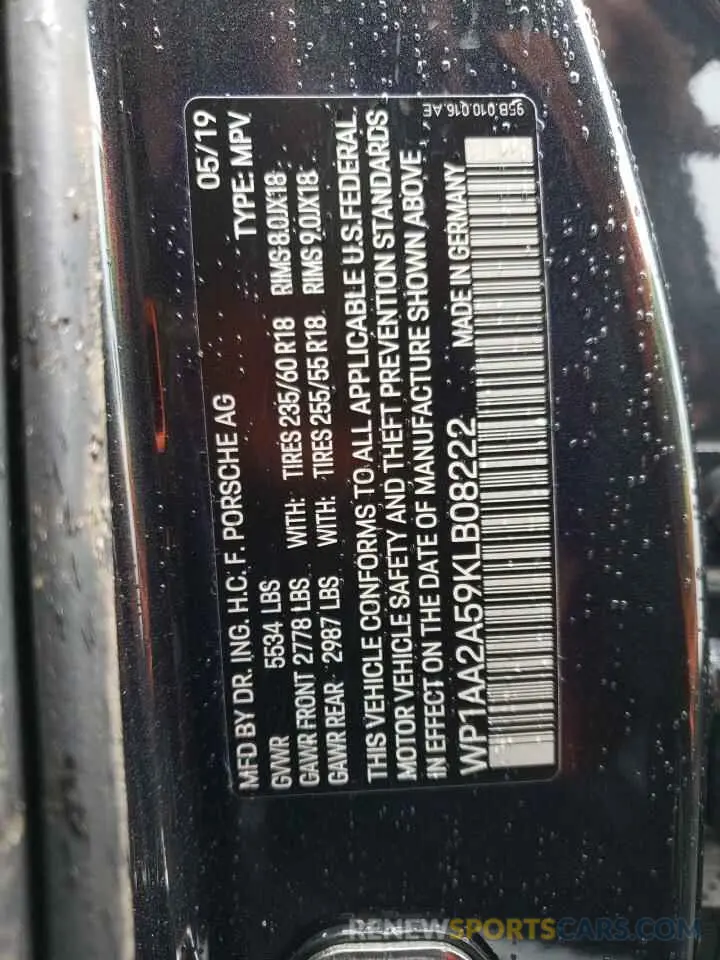 95B.010.016.AE
05/19
TYPE: MPV
MFD BY DR. ING. H.C. F. PORSCHE AG
GVWR 5534 LBS
GAWR FRONT 2778 LBS WITH: TIRES 235/60 R18 RIMS 8.0JX18
GAWR REAR 2987 LBS WITH: TIRES 255/55 R18 RIMS 9.0JX18
THIS VEHICLE CONFORMS TO ALL APPLICABLE U.S.FEDERAL
MOTOR VEHICLE SAFETY AND THEFT PREVENTION STANDARDS
IN EFFECT ON THE DATE OF MANUFACTURE SHOWN ABOVE
WP1AA2A59KLB08222 MADE IN GERMANY
RENEWSPORTSCARS.COM